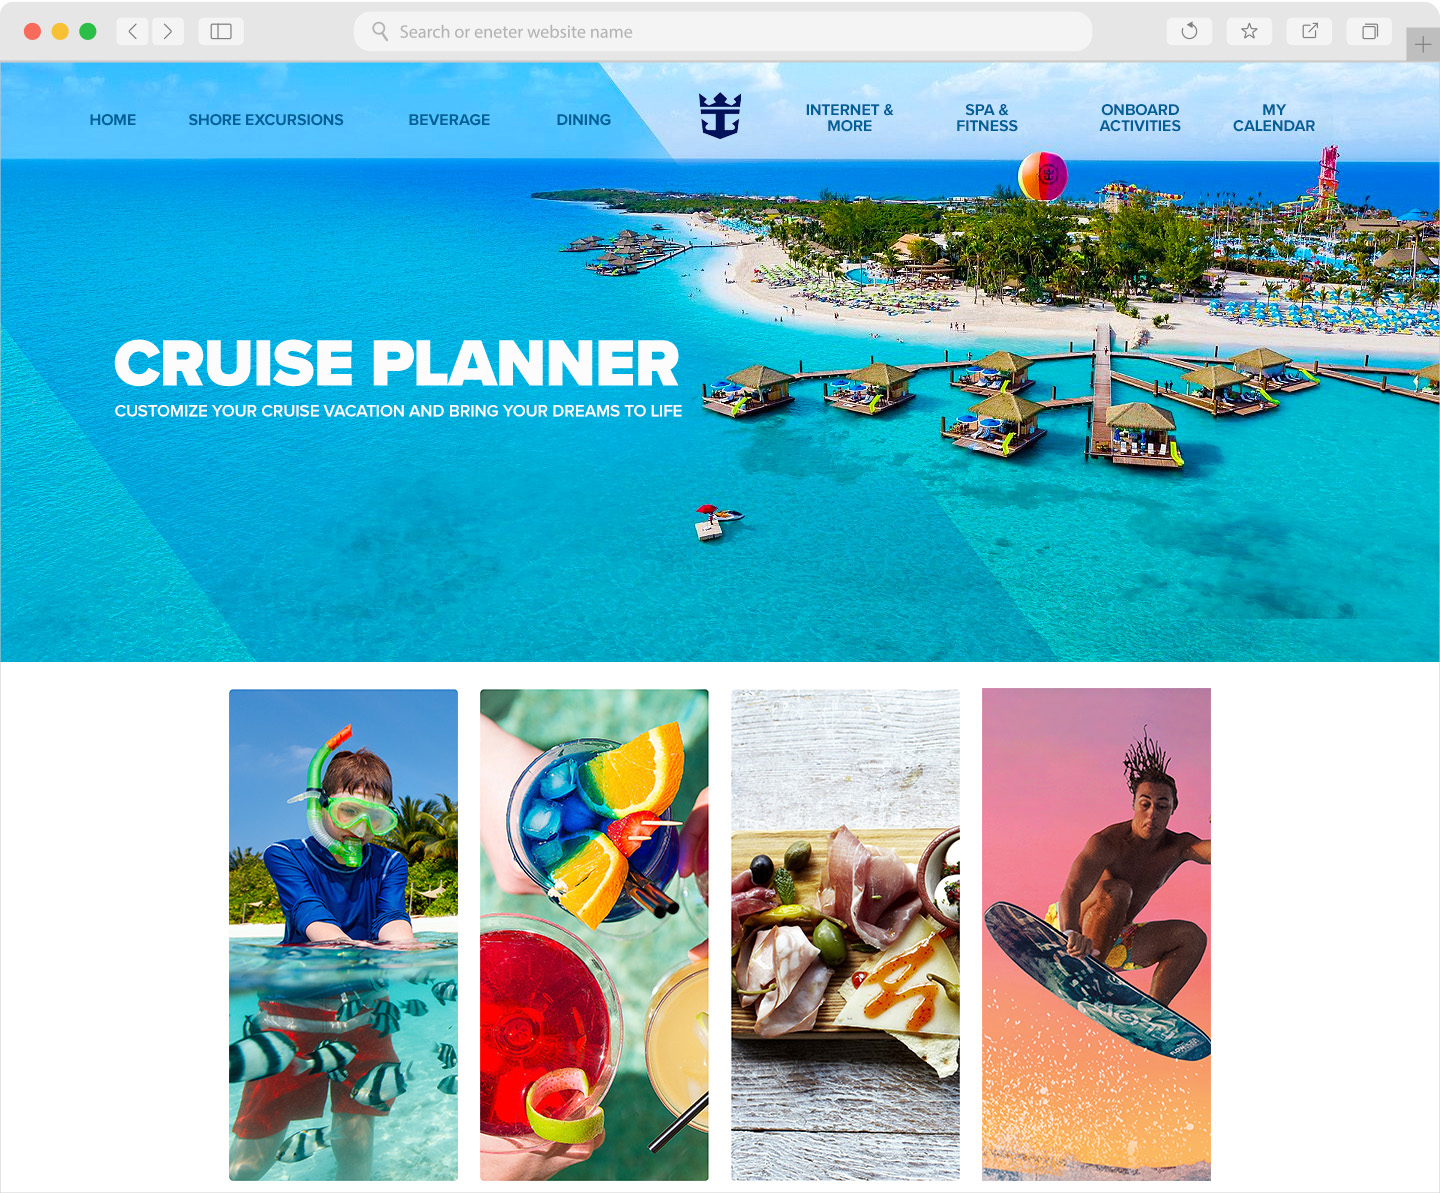 Search or eneter website name
HOME
SHORE EXCURSIONS
BEVERAGE
DINING
INTERNET &
MORE
SPA &
FITNESS
ONBOARD
ACTIVITIES
MY
CALENDAR
CRUISE PLANNER
CUSTOMIZE YOUR CRUISE VACATION AND BRING YOUR DREAMS TO LIFE